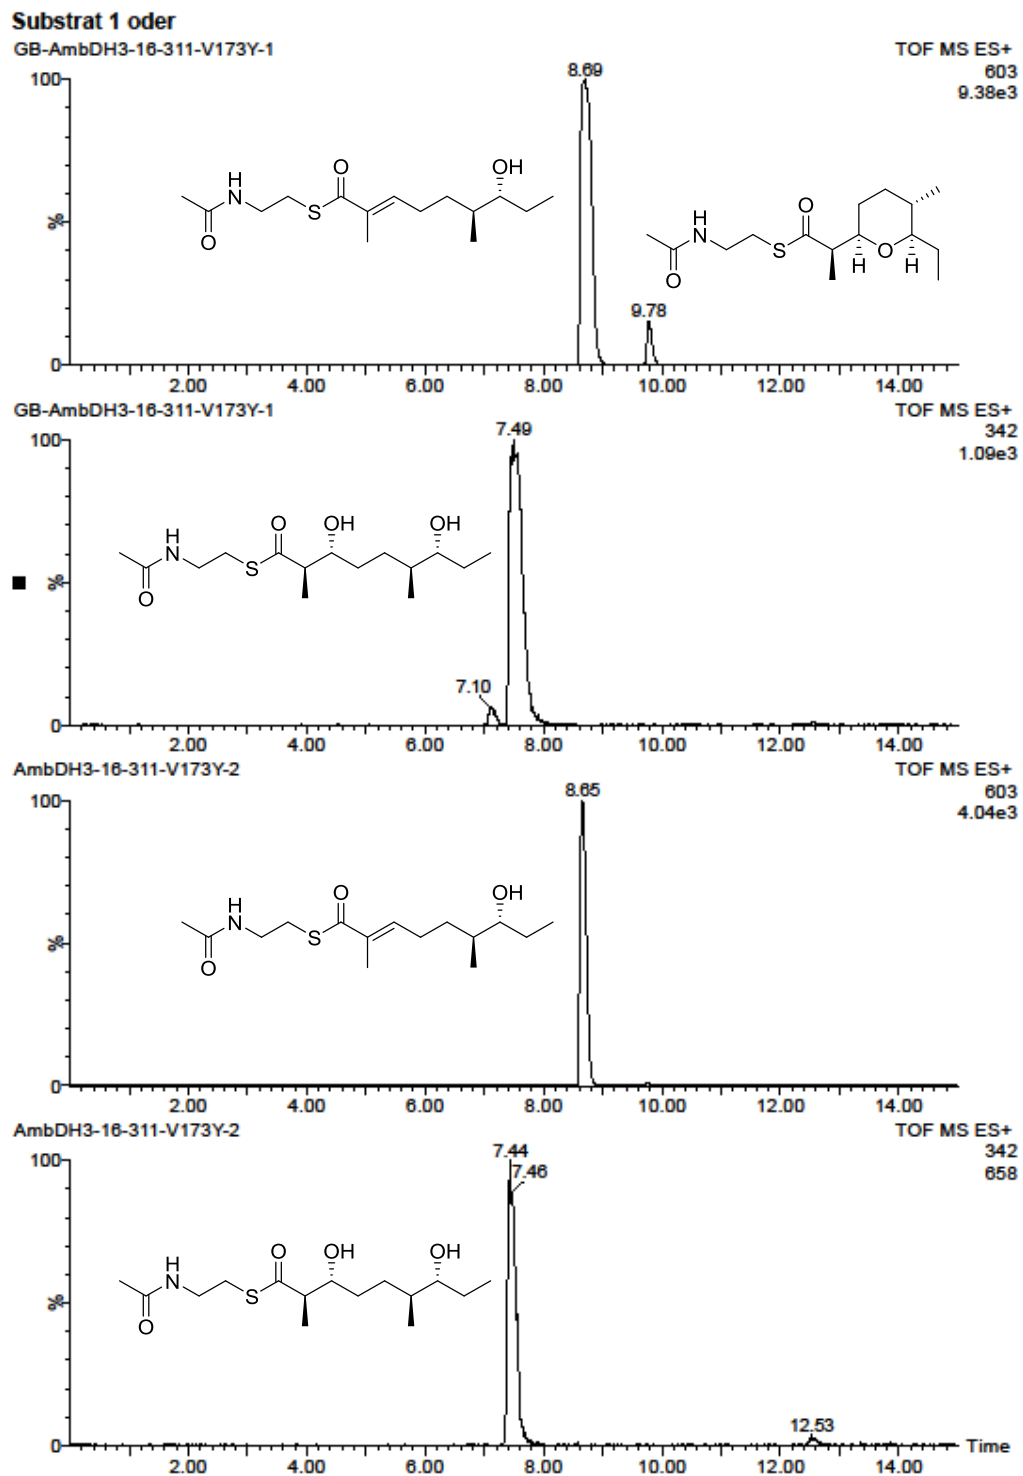 Substrat 1 oder
GB-AmbDH3-16-311-V173Y-1
TOF MS ES+
603
9.38e3
100
%
0
8.69
9.78
O
OH
H
N
S
O
O
H
N
S
O
H
O
H
2.00 4.00 6.00 8.00 10.00 12.00 14.00
GB-AmbDH3-16-311-V173Y-1
TOF MS ES+
342
1.09e3
100
%
0
7.49
7.10
O
OH
OH
H
N
S
O
2.00 4.00 6.00 8.00 10.00 12.00 14.00
AmbDH3-16-311-V173Y-2
TOF MS ES+
603
4.04e3
100
%
0
8.65
O
OH
H
N
S
O
2.00 4.00 6.00 8.00 10.00 12.00 14.00
AmbDH3-16-311-V173Y-2
TOF MS ES+
342
658
100
%
0
7.44
7.46
12.53
O
OH
OH
H
N
S
O
Time
2.00 4.00 6.00 8.00 10.00 12.00 14.00